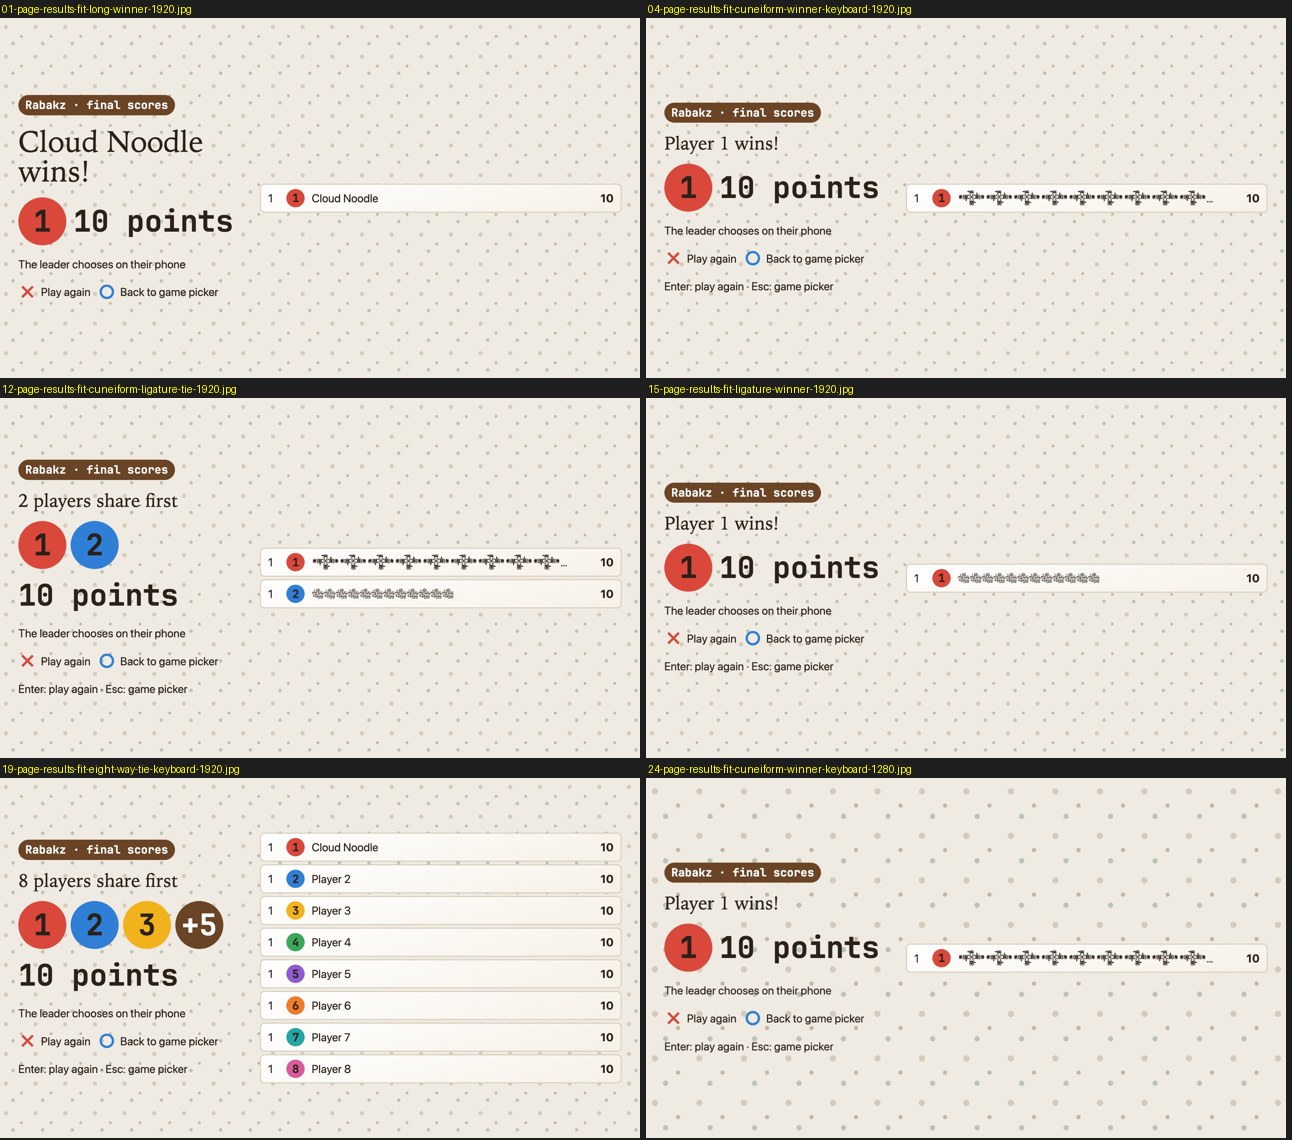 01-page-results-fit-long-winner-1920.jpg
Rabakz · final scores
Cloud Noodle
wins!
1 10 points
The leader chooses on their phone
Play again Back to game picker
1 1 Cloud Noodle 10
04-page-results-fit-cuneiform-winner-keyboard-1920.jpg
Rabakz · final scores
Player 1 wins!
1 10 points
The leader chooses on their phone
Play again Back to game picker
Enter: play again · Esc: game picker
1 1 … 10
12-page-results-fit-cuneiform-ligature-tie-1920.jpg
Rabakz · final scores
2 players share first
1 2
10 points
The leader chooses on their phone
Play again Back to game picker
Enter: play again · Esc: game picker
1 1 … 10
1 2 10
15-page-results-fit-ligature-winner-1920.jpg
Rabakz · final scores
Player 1 wins!
1 10 points
The leader chooses on their phone
Play again Back to game picker
Enter: play again · Esc: game picker
1 1 10
19-page-results-fit-eight-way-tie-keyboard-1920.jpg
Rabakz · final scores
8 players share first
1 2 3 +5
10 points
The leader chooses on their phone
Play again Back to game picker
Enter: play again · Esc: game picker
1 1 Cloud Noodle 10
1 2 Player 2 10
1 3 Player 3 10
1 4 Player 4 10
1 5 Player 5 10
1 6 Player 6 10
1 7 Player 7 10
1 8 Player 8 10
24-page-results-fit-cuneiform-winner-keyboard-1280.jpg
Rabakz · final scores
Player 1 wins!
1 10 points
The leader chooses on their phone
Play again Back to game picker
Enter: play again · Esc: game picker
1 1 … 10